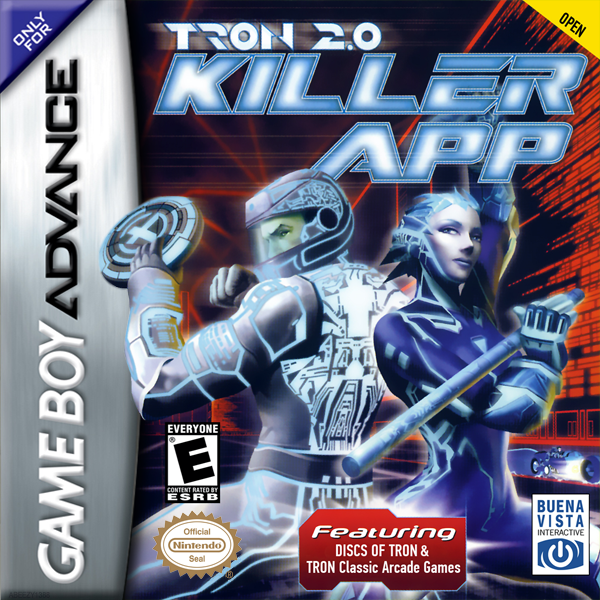 ONLY
FOR
OPEN
TRON 2.0
KILLER
APP
GAME BOY ADVANCE
EVERYONE
E
®
CONTENT RATED BY
ESRB
Official
Nintendo
Seal
®
Featuring
DISCS OF TRON &
TRON Classic Arcade Games
BUENA
VISTA
INTERACTIVE